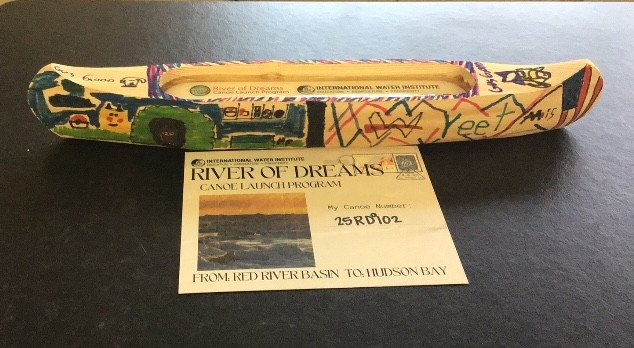 River of Dreams
Canoe Launch Program
INTERNATIONAL WATER INSTITUTE
Yeet
INTERNATIONAL WATER INSTITUTE
RIVER OF DREAMS
CANOE LAUNCH PROGRAM
My Canoe Number:
25RD902
FROM: RED RIVER BASIN TO: HUDSON BAY